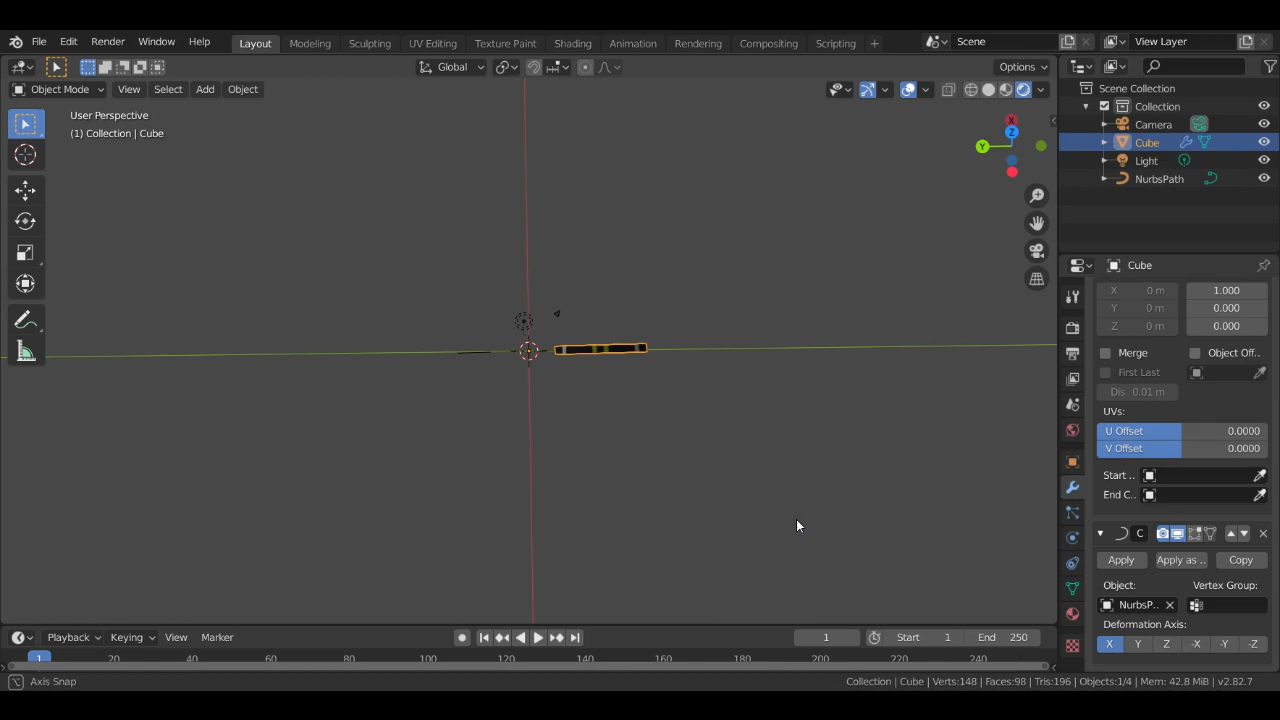 File Edit Render Window Help Layout Modeling Sculpting UV Editing Texture Paint Shading Animation Rendering Compositing Scripting + Scene View Layer
Global Options
Object Mode View Select Add Object
User Perspective
(1) Collection | Cube
X
Z
Y
Scene Collection
Collection
Camera
Cube
Light
NurbsPath
Cube
X 0 m 1.000
Y 0 m 0.000
Z 0 m 0.000
Merge Object Off..
First Last
Dis 0.01 m
UVs:
U Offset 0.0000
V Offset 0.0000
Start ..
End C..
C
Apply Apply as .. Copy
Object: Vertex Group:
NursP..
Deformation Axis:
X Y Z -X -Y -Z
Playback Keying View Marker 1 Start 1 End 250
1 20 40 60 80 100 120 140 160 180 200 220 240
Axis Snap Collection | Cube | Verts:148 | Faces:98 | Tris:196 | Objects:1/4 | Mem: 42.8 MiB | v2.82.7